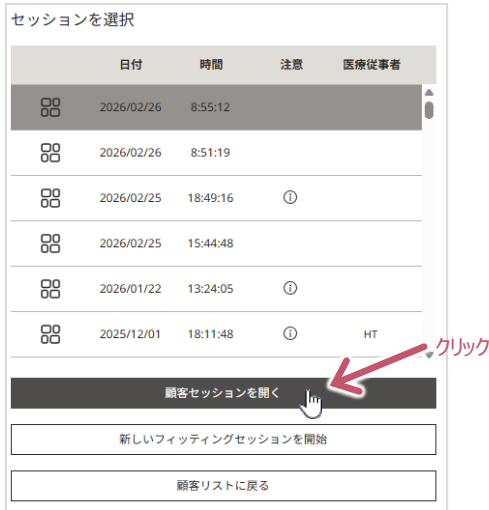 セッションを選択
日付 時間 注意 医療従事者
2026/02/26 8:55:12
2026/02/26 8:51:19
2026/02/25 18:49:16
2026/02/25 15:44:48
2026/01/22 13:24:05
2025/12/01 18:11:48 HT
クリック
顧客セッションを開く
新しいフィッティングセッションを開始
顧客リストに戻る